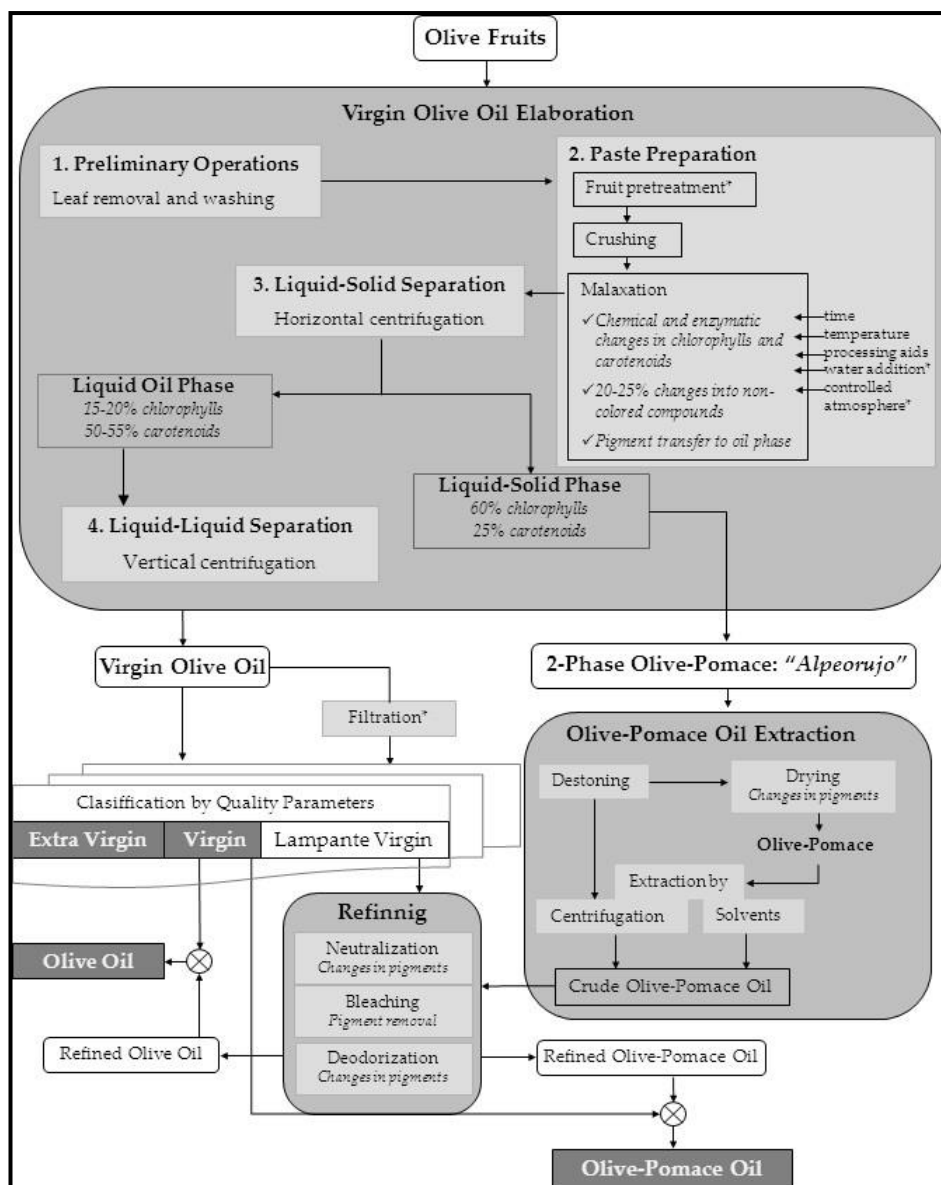 Olive Fruits
Virgin Olive Oil Elaboration
1. Preliminary Operations
Leaf removal and washing
2. Paste Preparation
Fruit pretreatment*
Crushing
Malaxation
✓Chemical and enzymatic
changes in chlorophylls and
carotenoids
✓20-25% changes into non-
colored compounds
✓Pigment transfer to oil phase
time
temperature
processing aids
water addition*
controlled
atmosphere*
3. Liquid-Solid Separation
Horizontal centrifugation
Liquid Oil Phase
15-20% chlorophylls
50-55% carotenoids
Liquid-Solid Phase
60% chlorophylls
25% carotenoids
4. Liquid-Liquid Separation
Vertical centrifugation
Virgin Olive Oil
Filtration*
2-Phase Olive-Pomace: “Alpeorujo”
Olive-Pomace Oil Extraction
Destoning
Drying
Changes in pigments
Olive-Pomace
Extraction by
Centrifugation
Solvents
Crude Olive-Pomace Oil
Clasiffication by Quality Parameters
Extra Virgin
Virgin
Lampante Virgin
Refinnig
Neutralization
Changes in pigments
Bleaching
Pigment removal
Deodorization
Changes in pigments
Olive Oil
Refined Olive Oil
Refined Olive-Pomace Oil
Olive-Pomace Oil